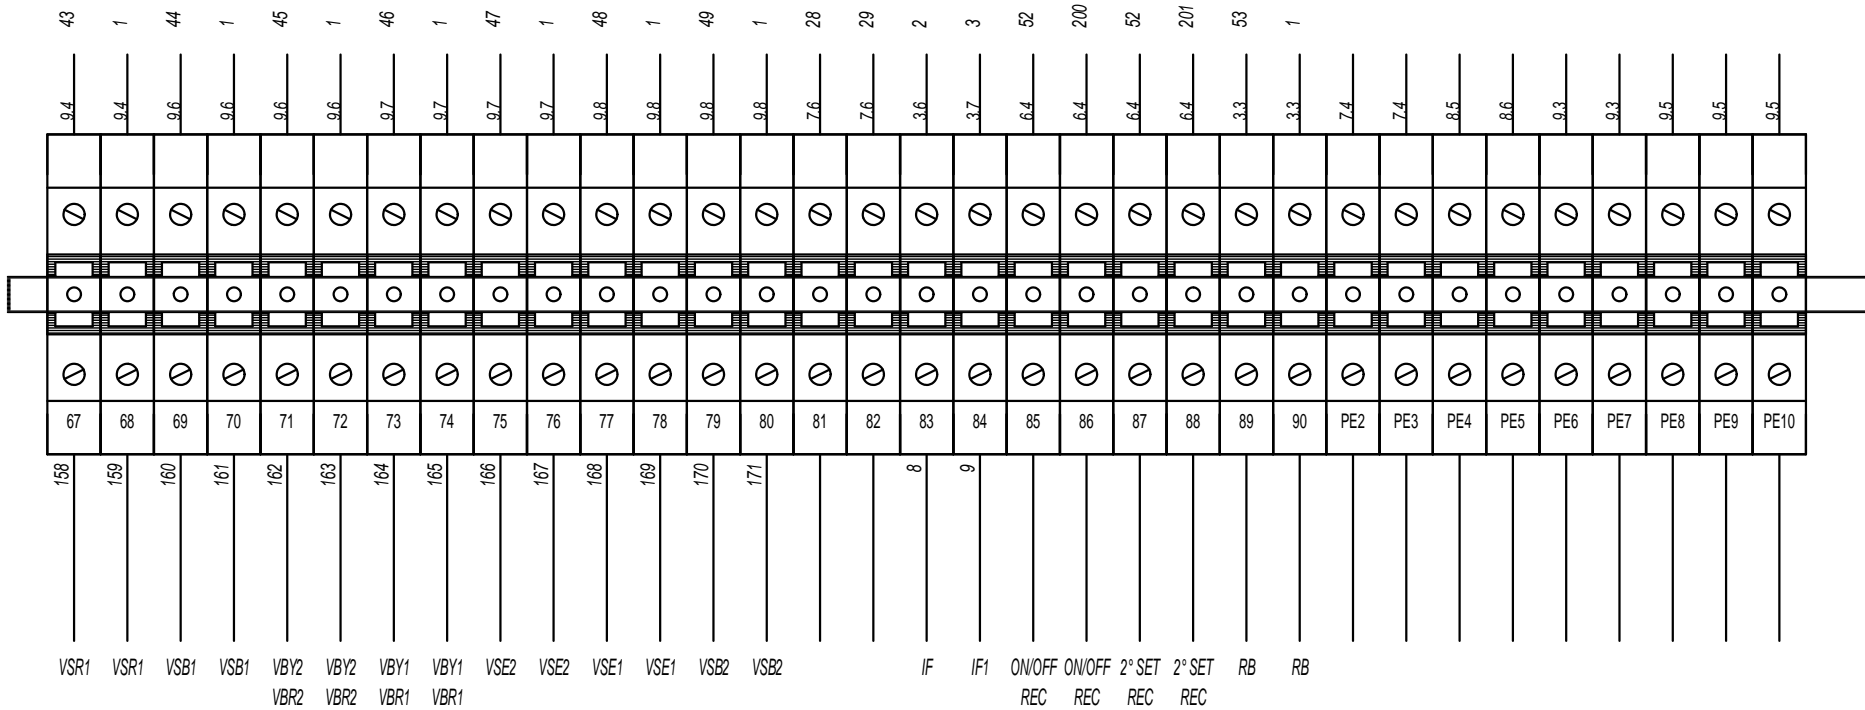 43 1 44 1 45 1 46 1 47 1 48 1 49 1 28 29 2 3 52 200 52 201 53 1
9.4 9.4 9.6 9.6 9.6 9.6 9.7 9.7 9.7 9.7 9.8 9.8 9.8 9.8 7.6 7.6 3.6 3.7 6.4 6.4 6.4 6.4 3.3 3.3 7.4 7.4 8.5 8.6 9.3 9.3 9.5 9.5 9.5
67 68 69 70 71 72 73 74 75 76 77 78 79 80 81 82 83 84 85 86 87 88 89 90 PE2 PE3 PE4 PE5 PE6 PE7 PE8 PE9 PE10
158 159 160 161 162 163 164 165 166 167 168 169 170 171 8 9
VSR1 VSR1 VSB1 VSB1 VBY2 VBY2 VBY1 VBY1 VSE2 VSE2 VSE1 VSE1 VSB2 VSB2 IF IF1 ON/OFF ON/OFF 2° SET 2° SET RB RB
VBR2 VBR2 VBR1 VBR1 REC REC REC REC